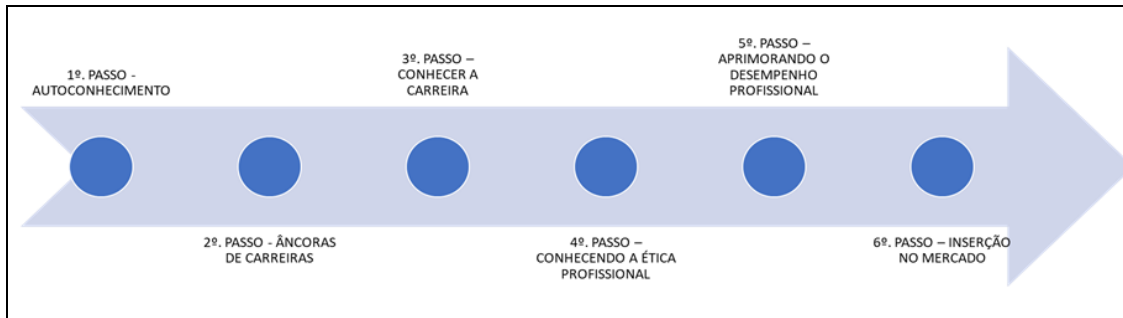 1º. PASSO -
AUTOCONHECIMENTO
2º. PASSO - ÂNCORAS
DE CARREIRAS
3º. PASSO –
CONHECER A
CARREIRA
4º. PASSO –
CONHECENDO A ÉTICA
PROFISSIONAL
5º. PASSO –
APRIMORANDO O
DESEMPENHO
PROFISSIONAL
6º. PASSO – INSERÇÃO
NO MERCADO